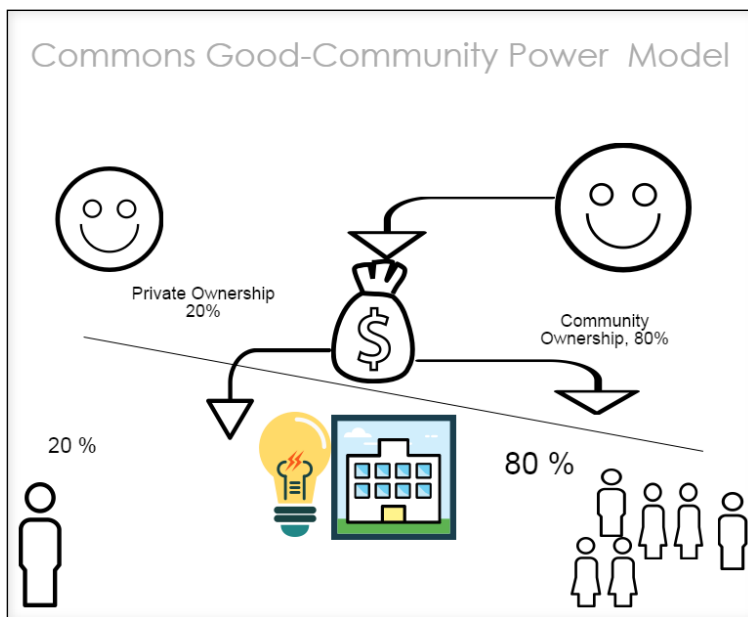 Commons Good-Community Power Model
Private Ownership
20%
Community
Ownership, 80%
$
20 %
80 %